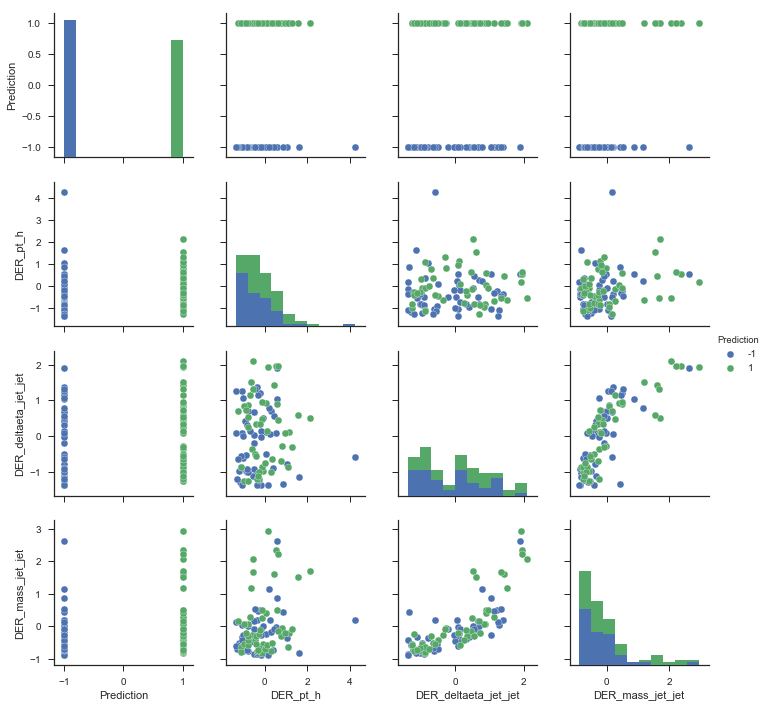 1.0
0.5
0.0
−0.5
−1.0
Prediction
4
3
2
1
0
−1
DER_pt_h
2
1
0
−1
DER_deltaeta_jet_jet
3
2
1
0
−1
DER_mass_jet_jet
−1 0 1
Prediction
0 2 4
DER_pt_h
0 2
DER_deltaeta_jet_jet
0 2
DER_mass_jet_jet
Prediction
-1
1